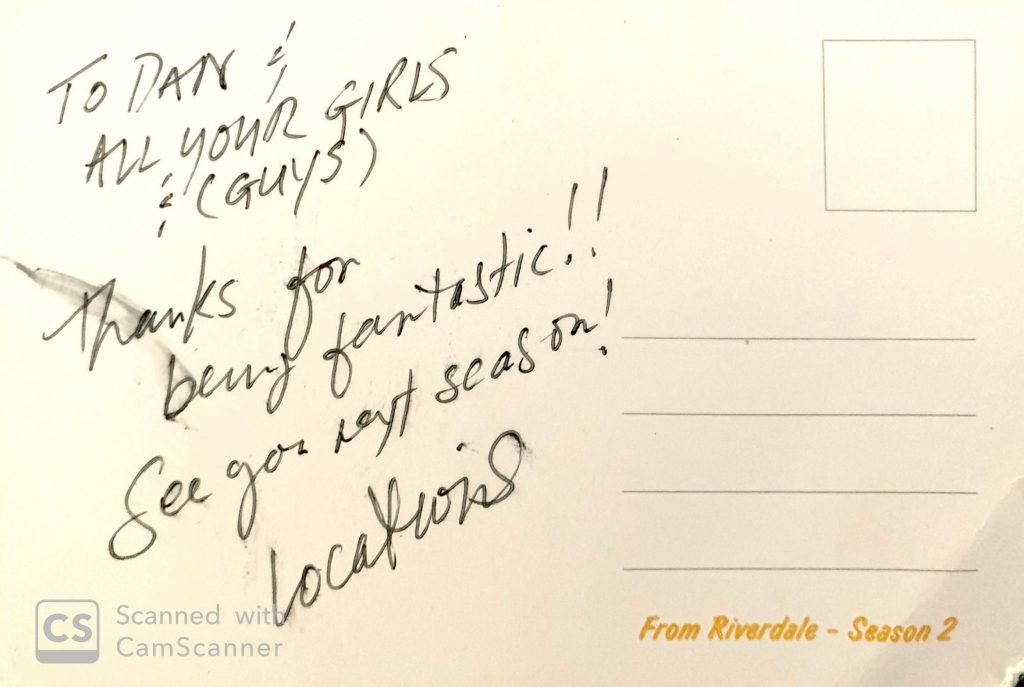 TO DAN &
ALL YOUR GIRLS
& (GUYS)
Thanks for
being fantastic!!
See you next season!
Locations
From Riverdale - Season 2
CS Scanned with
CamScanner